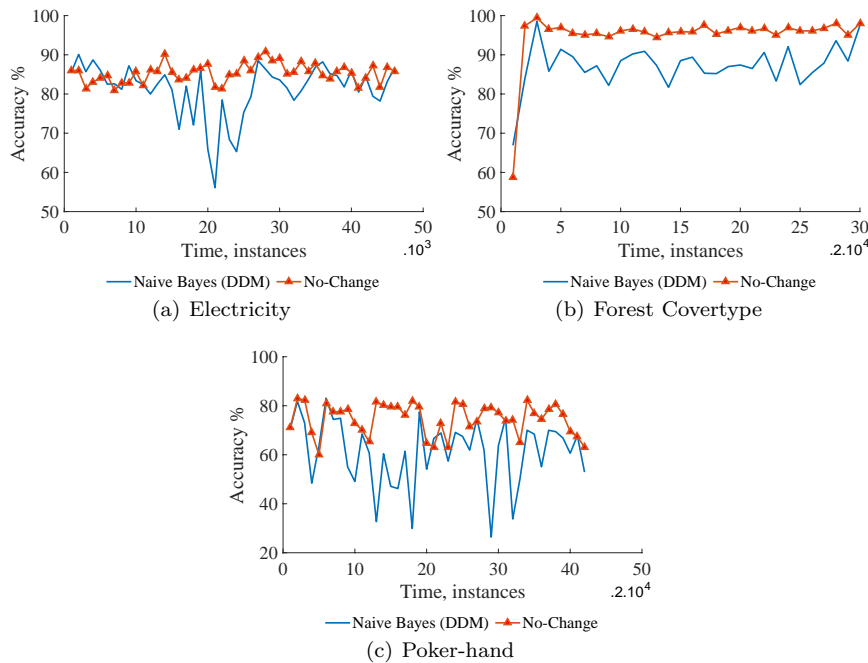 100
90
80
70
60
50
Accuracy %
0 10 20 30 40 50
Time, instances .10³
Naive Bayes (DDM) No-Change
(a) Electricity
100
90
80
70
60
50
Accuracy %
0 5 10 15 20 25 30
Time, instances .2.10⁴
Naive Bayes (DDM) No-Change
(b) Forest Covertype
100
80
60
40
20
Accuracy %
0 10 20 30 40 50
Time, instances .2.10⁴
Naive Bayes (DDM) No-Change
(c) Poker-hand